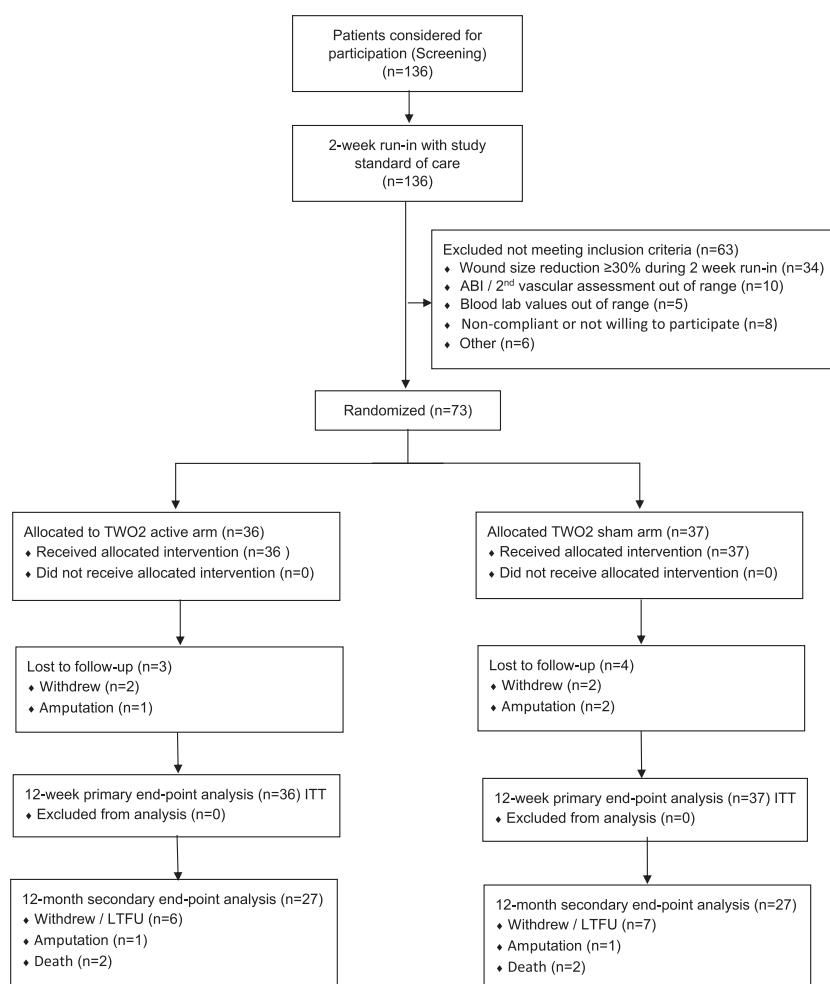 Patients considered for
participation (Screening)
(n=136)
2-week run-in with study
standard of care
(n=136)
Excluded not meeting inclusion criteria (n=63)
♦ Wound size reduction ≥30% during 2 week run-in (n=34)
♦ ABI / 2nd vascular assessment out of range (n=10)
♦ Blood lab values out of range (n=5)
♦ Non-compliant or not willing to participate (n=8)
♦ Other (n=6)
Randomized (n=73)
Allocated to TWO2 active arm (n=36)
♦ Received allocated intervention (n=36 )
♦ Did not receive allocated intervention (n=0)
Allocated TWO2 sham arm (n=37)
♦ Received allocated intervention (n=37)
♦ Did not receive allocated intervention (n=0)
Lost to follow-up (n=3)
♦ Withdrew (n=2)
♦ Amputation (n=1)
Lost to follow-up (n=4)
♦ Withdrew (n=2)
♦ Amputation (n=2)
12-week primary end-point analysis (n=36) ITT
♦ Excluded from analysis (n=0)
12-week primary end-point analysis (n=37) ITT
♦ Excluded from analysis (n=0)
12-month secondary end-point analysis (n=27)
♦ Withdrew / LTFU (n=6)
♦ Amputation (n=1)
♦ Death (n=2)
12-month secondary end-point analysis (n=27)
♦ Withdrew / LTFU (n=7)
♦ Amputation (n=1)
♦ Death (n=2)